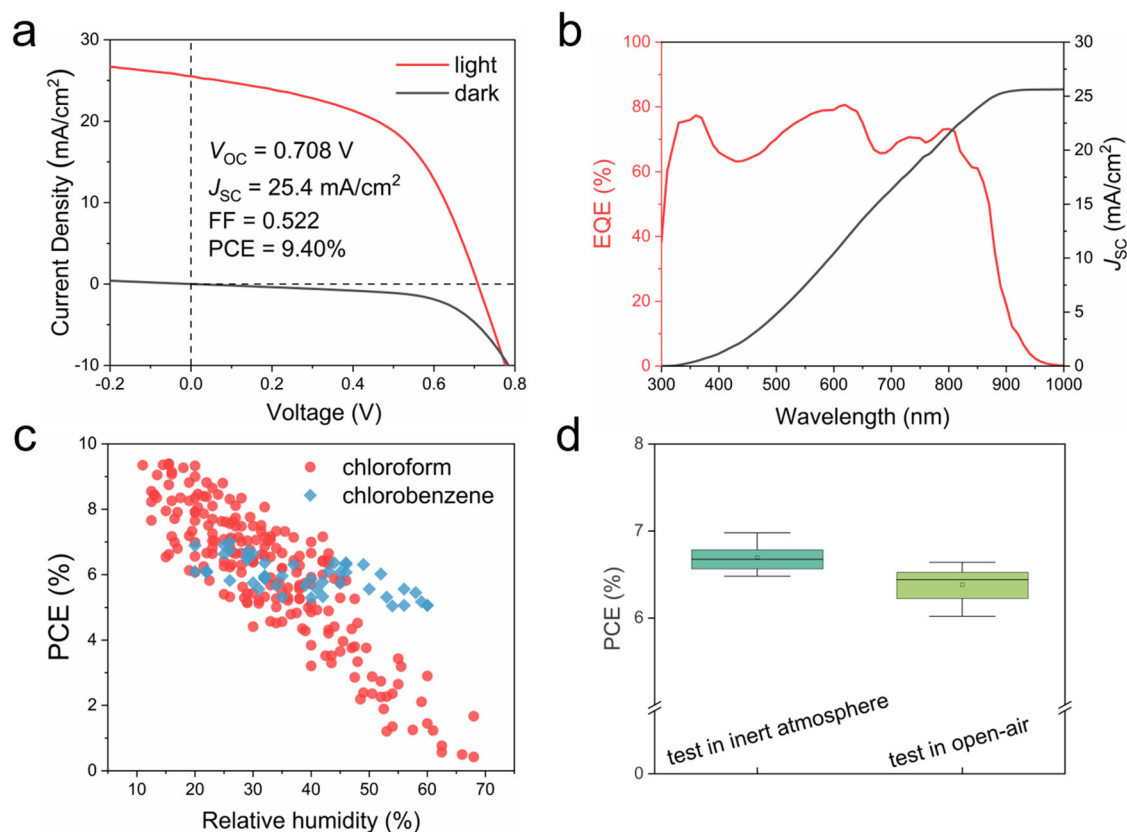 a
30
20
10
0
-10
-0.2
0.0
0.2
0.4
0.6
0.8
Current Density (mA/cm²)
Voltage (V)
light
dark
V_OC = 0.708 V
J_SC = 25.4 mA/cm²
FF = 0.522
PCE = 9.40%
b
100
80
60
40
20
0
EQE (%)
30
25
20
15
10
5
0
J_SC (mA/cm²)
300
400
500
600
700
800
900
1000
Wavelength (nm)
c
10
8
6
4
2
0
PCE (%)
chloroform
chlorobenzene
10
20
30
40
50
60
70
Relative humidity (%)
d
8
7
6
0
PCE (%)
test in inert atmosphere
test in open-air